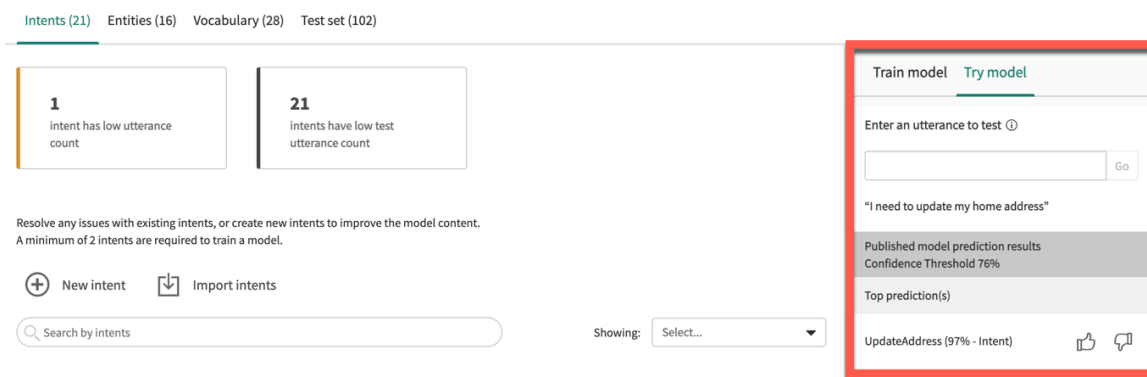 Intents (21) Entities (16) Vocabulary (28) Test set (102)
1
intent has low utterance
count
21
intents have low test
utterance count
Resolve any issues with existing intents, or create new intents to improve the model content.
A minimum of 2 intents are required to train a model.
New intent Import intents
Search by intents
Showing: Select...
Train model Try model
Enter an utterance to test
Go
“I need to update my home address”
Published model prediction results
Confidence Threshold 76%
Top prediction(s)
UpdateAddress (97% - Intent)